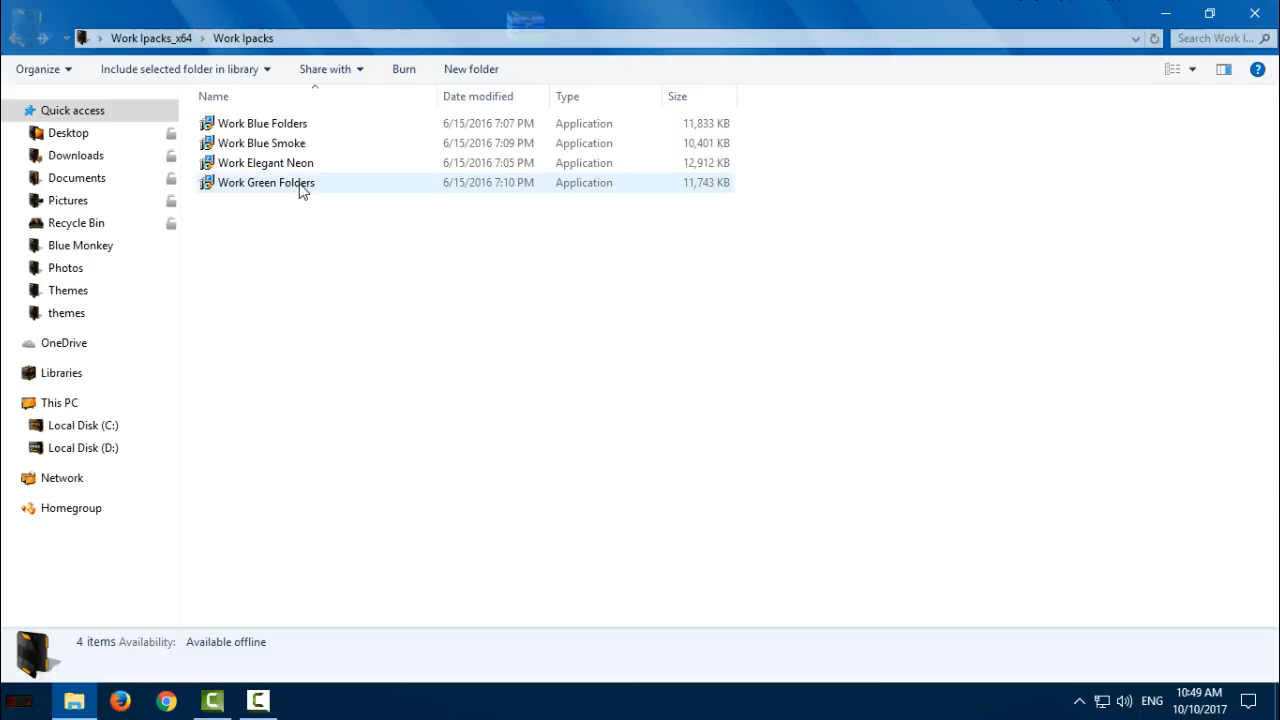 Work Ipacks_x64 Work Ipacks Search Work I...
Organize Include selected folder in library Share with Burn New folder
Name Date modified Type Size
Quick access
Desktop
Downloads
Documents
Pictures
Recycle Bin
Blue Monkey
Photos
Themes
themes
OneDrive
Libraries
This PC
Local Disk (C:)
Local Disk (D:)
Network
Homegroup
Work Blue Folders 6/15/2016 7:07 PM Application 11,833 KB
Work Blue Smoke 6/15/2016 7:09 PM Application 10,401 KB
Work Elegant Neon 6/15/2016 7:05 PM Application 12,912 KB
Work Green Folders 6/15/2016 7:10 PM Application 11,743 KB
4 items Availability: Available offline
ENG
10:49 AM
10/10/2017